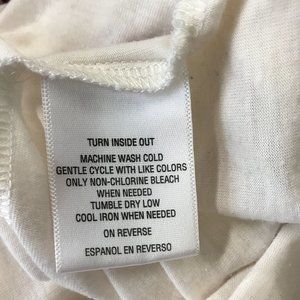 TURN INSIDE OUT
MACHINE WASH COLD
GENTLE CYCLE WITH LIKE COLORS
ONLY NON-CHLORINE BLEACH
WHEN NEEDED
TUMBLE DRY LOW
COOL IRON WHEN NEEDED
ON REVERSE
ESPANOL EN REVERSO